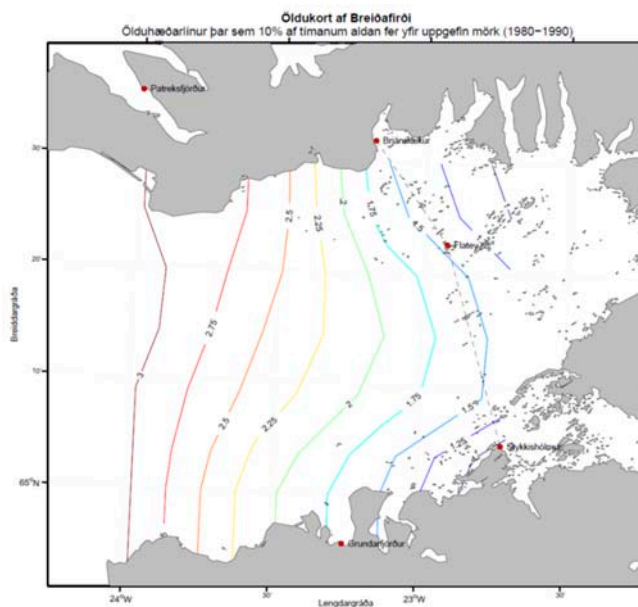 Öldukort af Breiðafirði
Ölduhæðarlínur þar sem 10% af tímanum aldan fer yfir uppgefin mörk (1980−1990)
Patreksfjörður
Brjánslækur
Flatey
Stykkishólmur
Grundarfjörður
3
2.75
2.5
2.25
2
1.75
1.5
2.5
2.25
2
1.75
1.5
1.25
30'
20'
10'
65°N
24°W
30'
23°W
30'
Breiddargráða
Lengdargráða